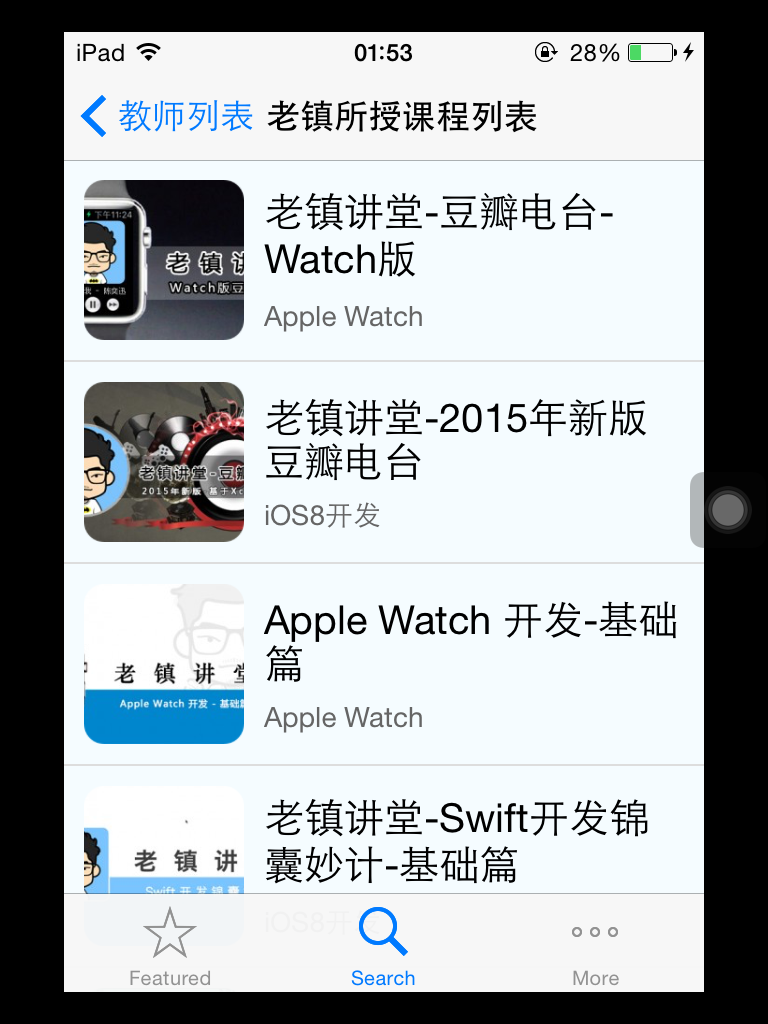 iPad 01:53 28%
教师列表 老镇所授课程列表
下午11:24
老镇讲
Watch版豆
老镇讲堂-豆瓣电台-
Watch版
Apple Watch
老镇讲堂-豆瓣
2015年新版 基于Xc
老镇讲堂-2015年新版
豆瓣电台
iOS8开发
老镇讲堂
Apple Watch 开发 - 基础篇
Apple Watch 开发-基础
篇
Apple Watch
老镇讲
Swift 开发锦囊
老镇讲堂-Swift开发锦
囊妙计-基础篇
iOS8开发
Featured Search More